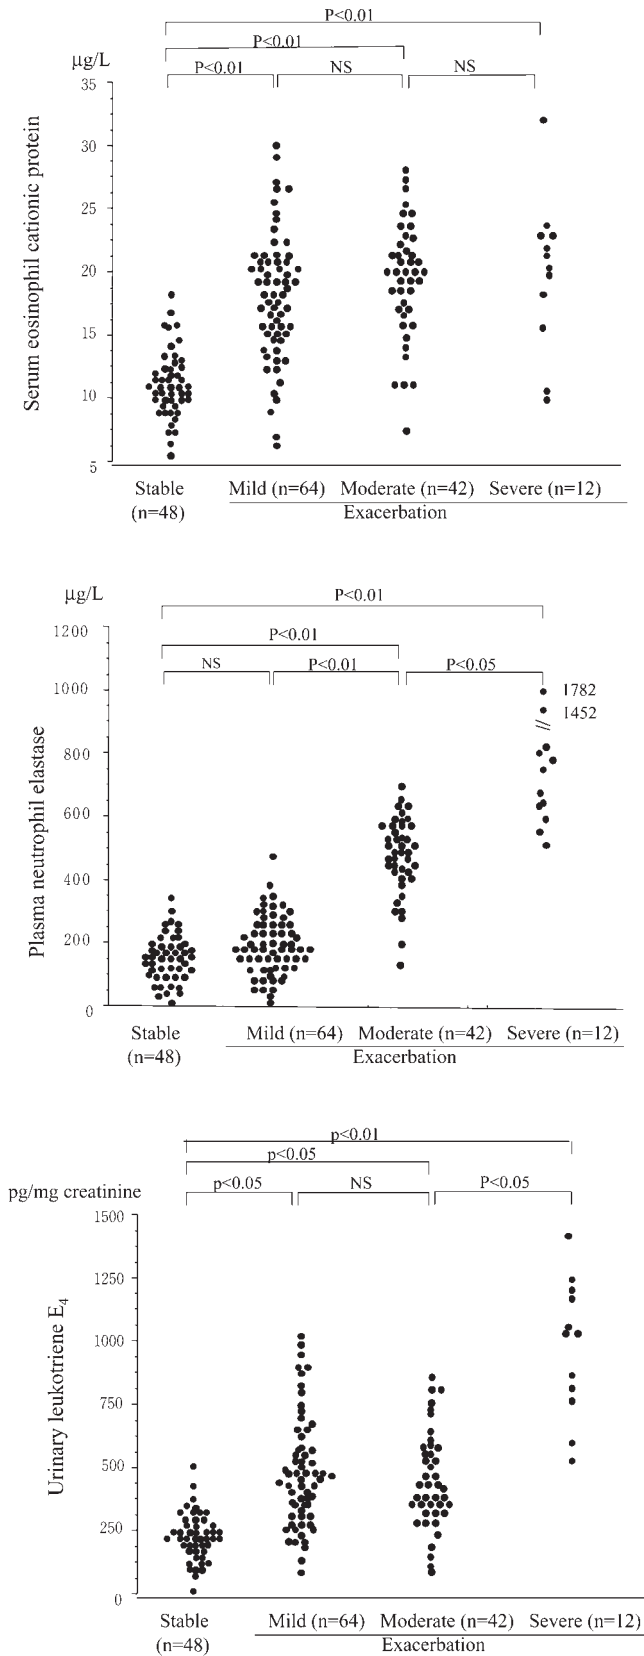 P<0.01
P<0.01
µg/L
P<0.01 NS NS
35
30
25
20
15
10
5
Serum eosinophil cationic protein
Stable Mild (n=64) Moderate (n=42) Severe (n=12)
(n=48) Exacerbation
µg/L
P<0.01
1200
P<0.01
NS P<0.01 P<0.05
1000
1782
1452
800
600
400
200
0
Plasma neutrophil elastase
Stable Mild (n=64) Moderate (n=42) Severe (n=12)
(n=48) Exacerbation
p<0.01
p<0.05
pg/mg creatinine p<0.05 NS P<0.05
1500
1250
1000
750
500
250
0
Urinary leukotriene E4
Stable Mild (n=64) Moderate (n=42) Severe (n=12)
(n=48) Exacerbation